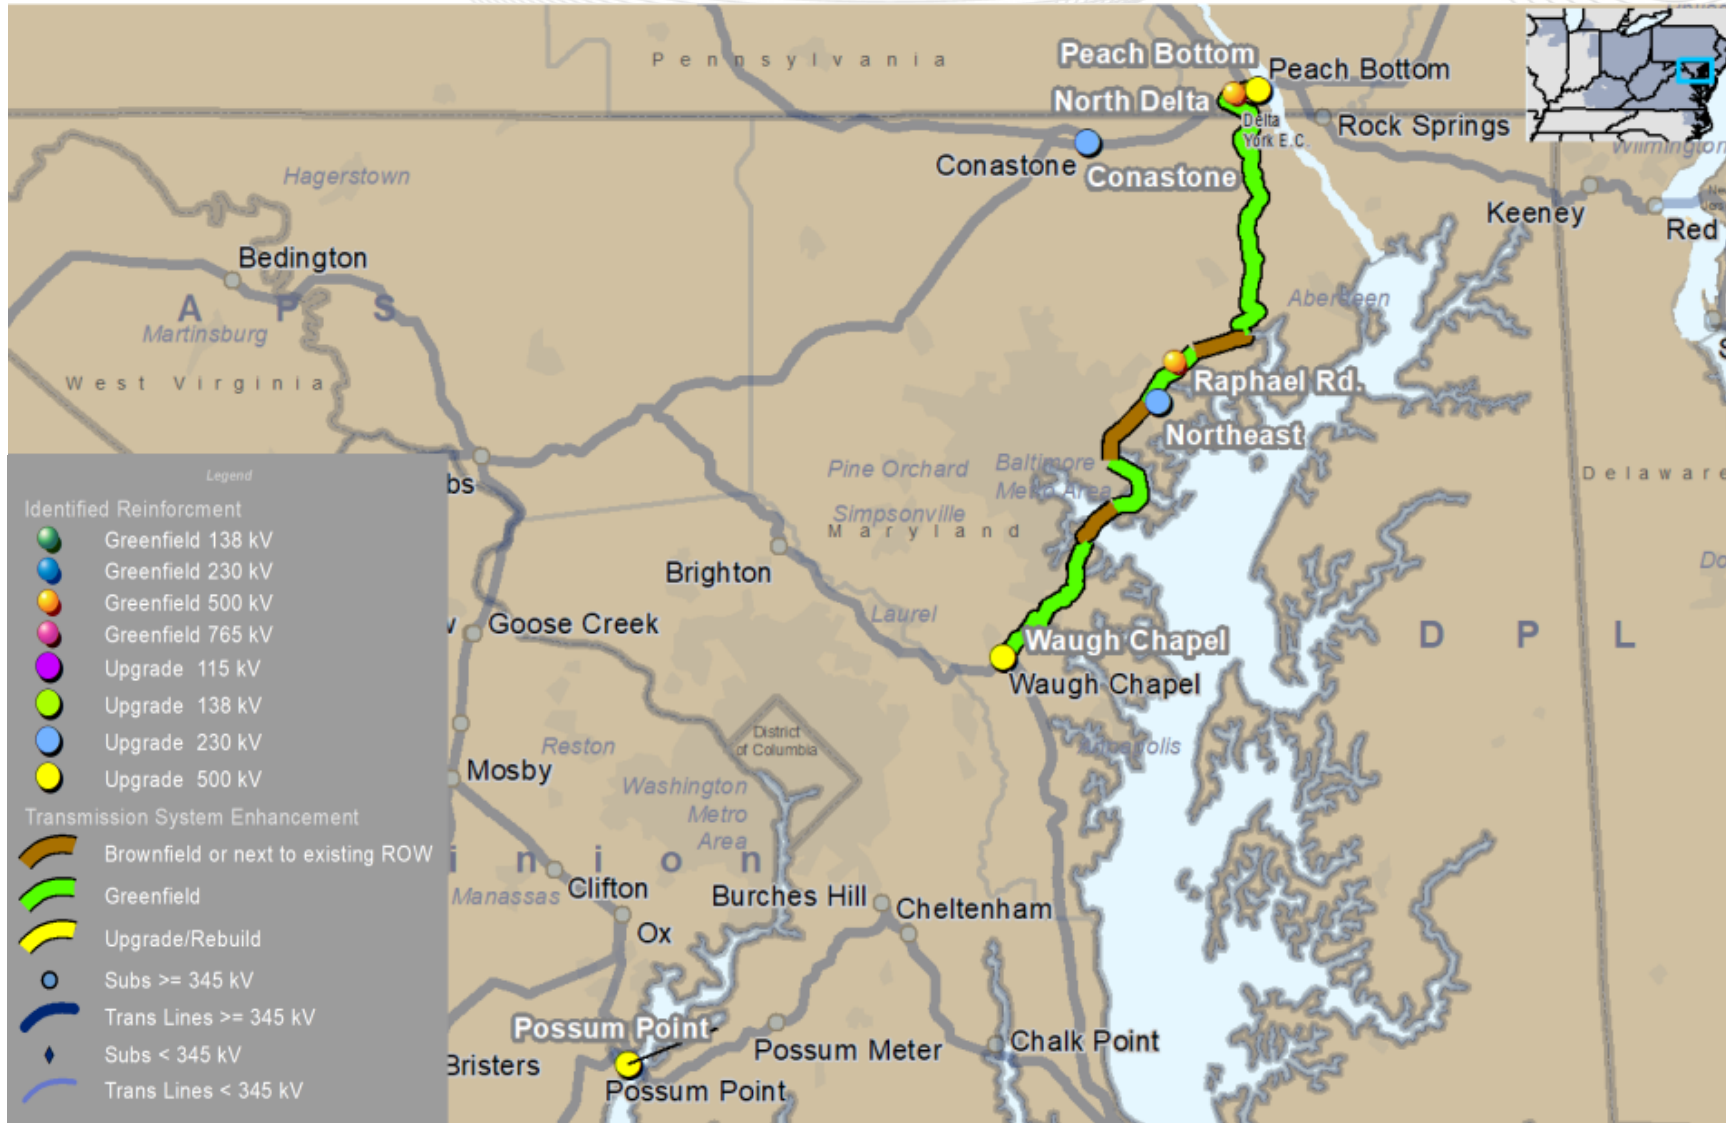 Pennsylvania
Peach Bottom
Peach Bottom
North Delta
Delta
York E.C.
Rock Springs
Conastone
Conastone
Wilmington
Hagerstown
Keeney
Red
Bedington
APS
Martinsburg
Aberdeen
West Virginia
Raphael Rd.
Northeast
Pine Orchard
Baltimore
Metro Area
Delaware
Simpsonville
Maryland
bs
Brighton
Laurel
Goose Creek
Waugh Chapel
Waugh Chapel
DPL
District
of Columbia
Reston
Annapolis
Mosby
Washington
Metro
Area
inion
Manassas
Clifton
Burches Hill
Cheltenham
Ox
Possum Point
Possum Meter
Chalk Point
Bristers
Possum Point
Legend
Identified Reinforcment
Greenfield 138 kV
Greenfield 230 kV
Greenfield 500 kV
Greenfield 765 kV
Upgrade 115 kV
Upgrade 138 kV
Upgrade 230 kV
Upgrade 500 kV
Transmission System Enhancement
Brownfield or next to existing ROW
Greenfield
Upgrade/Rebuild
Subs >= 345 kV
Trans Lines >= 345 kV
Subs < 345 kV
Trans Lines < 345 kV